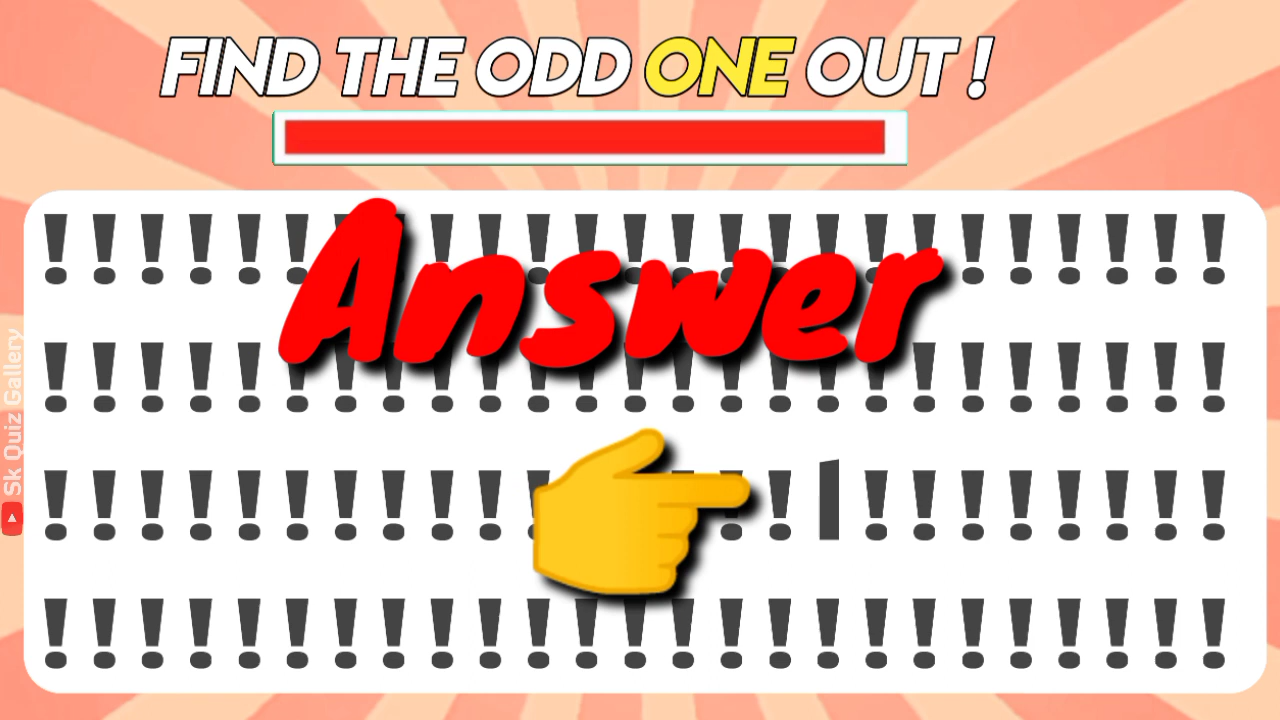 FIND THE ODD ONE OUT !
! ! ! ! ! ! ! ! ! ! ! ! ! ! ! ! ! ! ! ! ! ! ! ! !
Answer
! ! ! ! ! ! ! ! ! ! ! ! ! ! ! ! ! ! ! ! ! ! ! ! !
! ! ! ! ! ! ! ! ! ! ! ! ! ! ! ! l ! ! ! ! ! ! ! !
! ! ! ! ! ! ! ! ! ! ! ! ! ! ! ! ! ! ! ! ! ! ! ! !
Sk Quiz Gallery